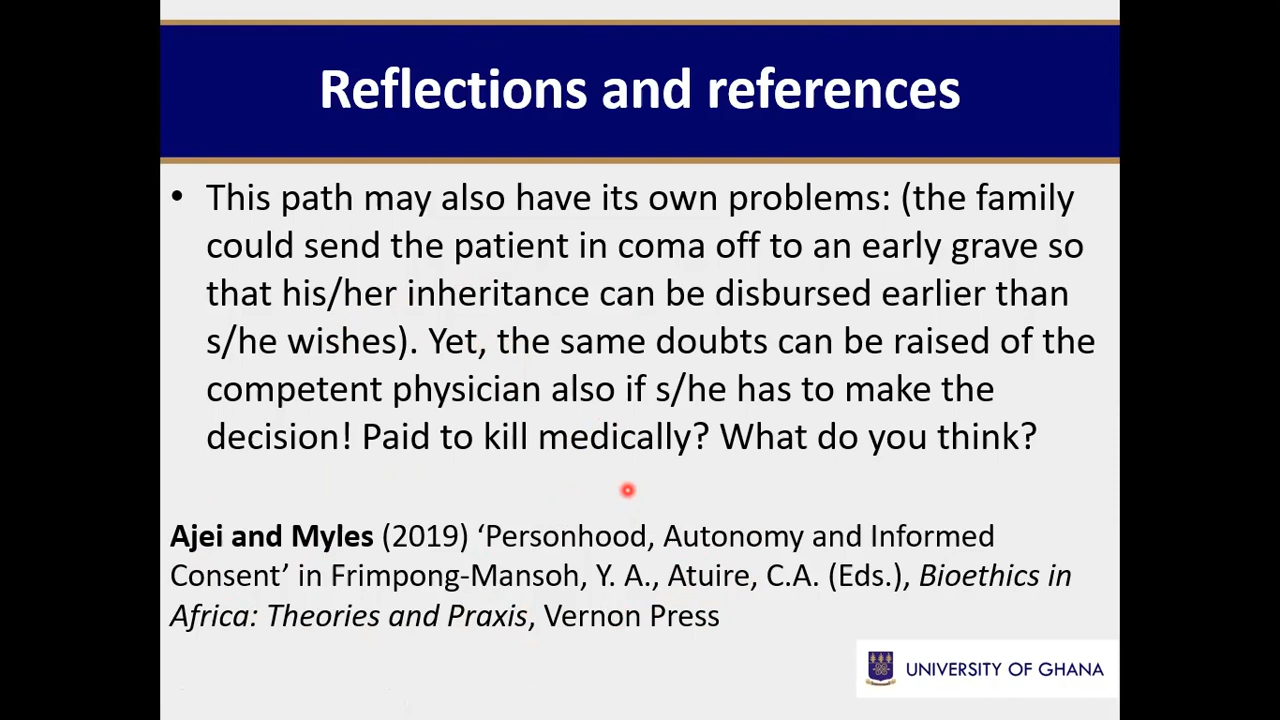 Reflections and references
• This path may also have its own problems: (the family
could send the patient in coma off to an early grave so
that his/her inheritance can be disbursed earlier than
s/he wishes). Yet, the same doubts can be raised of the
competent physician also if s/he has to make the
decision! Paid to kill medically? What do you think?
Ajei and Myles (2019) ‘Personhood, Autonomy and Informed
Consent’ in Frimpong-Mansoh, Y. A., Atuire, C.A. (Eds.), Bioethics in
Africa: Theories and Praxis, Vernon Press
UNIVERSITY OF GHANA